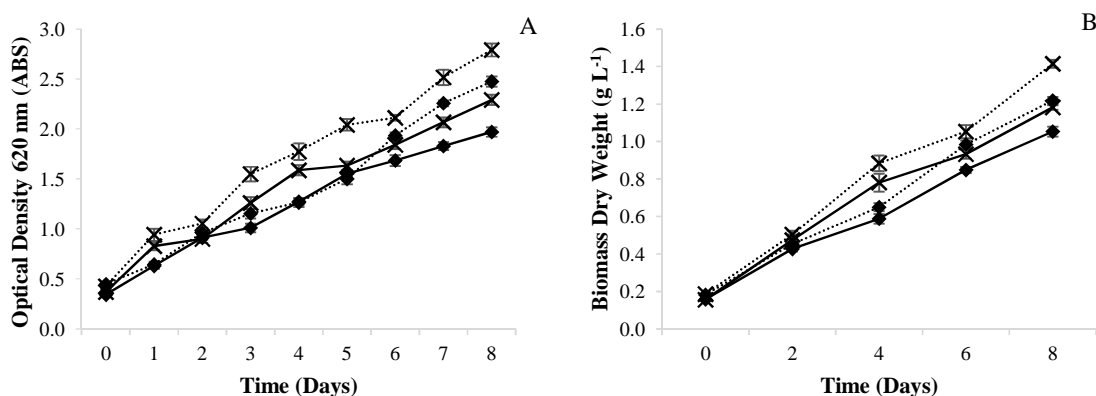 A
Optical Density 620 nm (ABS)
3.0
2.5
2.0
1.5
1.0
0.5
0.0
0 1 2 3 4 5 6 7 8
Time (Days)
B
Biomass Dry Weight (g L-1)
1.6
1.4
1.2
1.0
0.8
0.6
0.4
0.2
0.0
0 2 4 6 8
Time (Days)